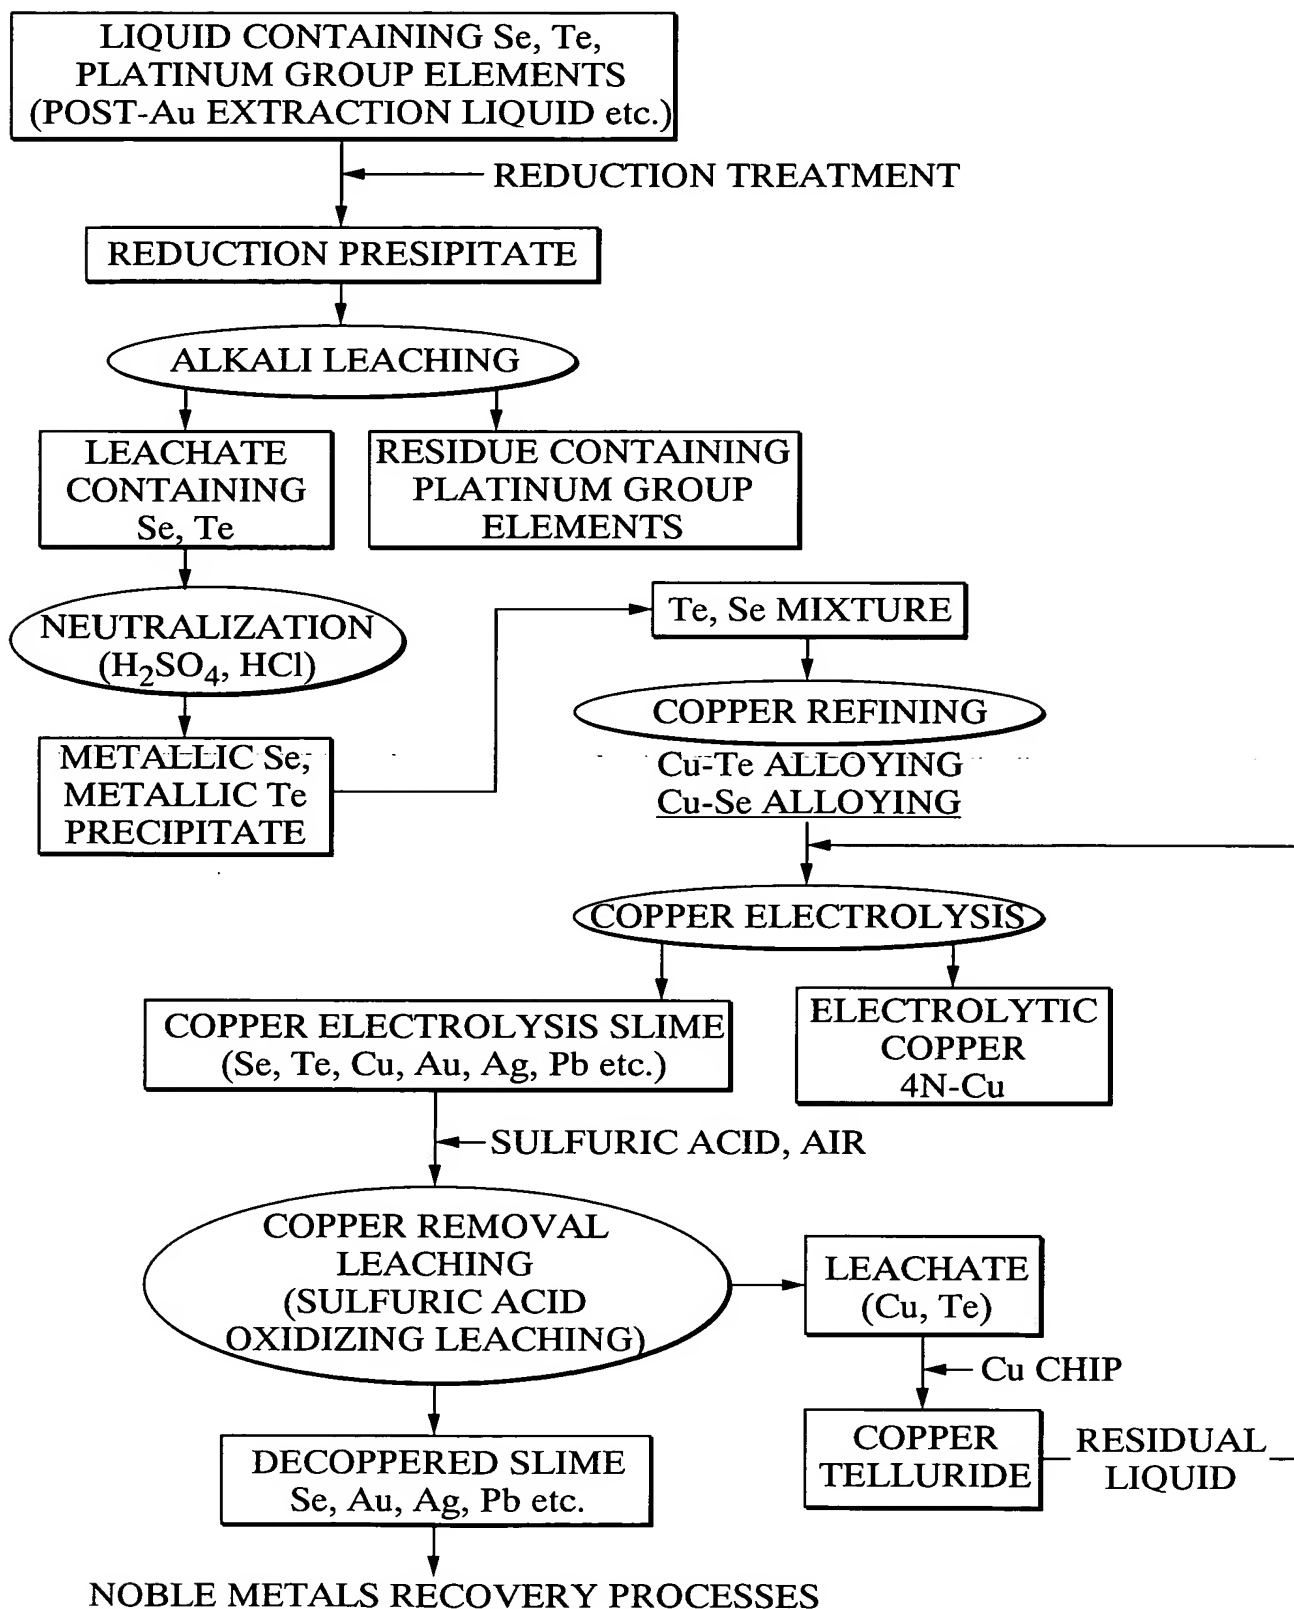 LIQUID CONTAINING Se, Te,
PLATINUM GROUP ELEMENTS
(POST-Au EXTRACTION LIQUID etc.)
REDUCTION TREATMENT
REDUCTION PRESIPITATE
ALKALI LEACHING
LEACHATE
CONTAINING
Se, Te
RESIDUE CONTAINING
PLATINUM GROUP
ELEMENTS
NEUTRALIZATION
(H₂SO₄, HCl)
METALLIC Se,
METALLIC Te
PRECIPITATE
Te, Se MIXTURE
COPPER REFINING
Cu-Te ALLOYING
Cu-Se ALLOYING
COPPER ELECTROLYSIS
COPPER ELECTROLYSIS SLIME
(Se, Te, Cu, Au, Ag, Pb etc.)
ELECTROLYTIC
COPPER
4N-Cu
SULFURIC ACID, AIR
COPPER REMOVAL
LEACHING
(SULFURIC ACID
OXIDIZING LEACHING)
LEACHATE
(Cu, Te)
Cu CHIP
COPPER
TELLURIDE
RESIDUAL
LIQUID
DECOPPERED SLIME
Se, Au, Ag, Pb etc.
NOBLE METALS RECOVERY PROCESSES